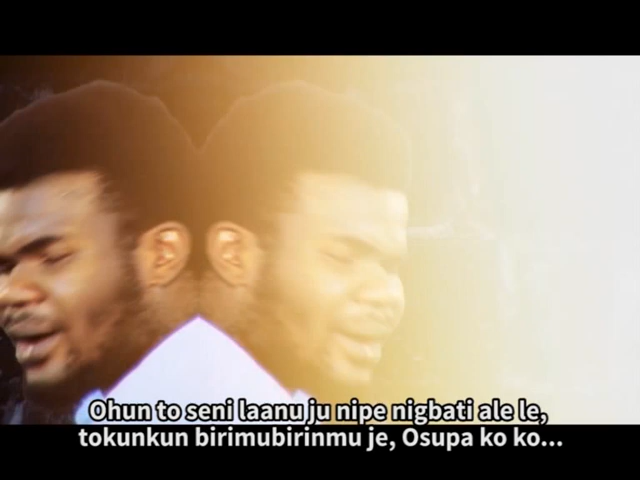 Ohun to seni laanu ju nipe nigbati ale le,
tokunkun birimubirinmu je, Osupa ko ko...